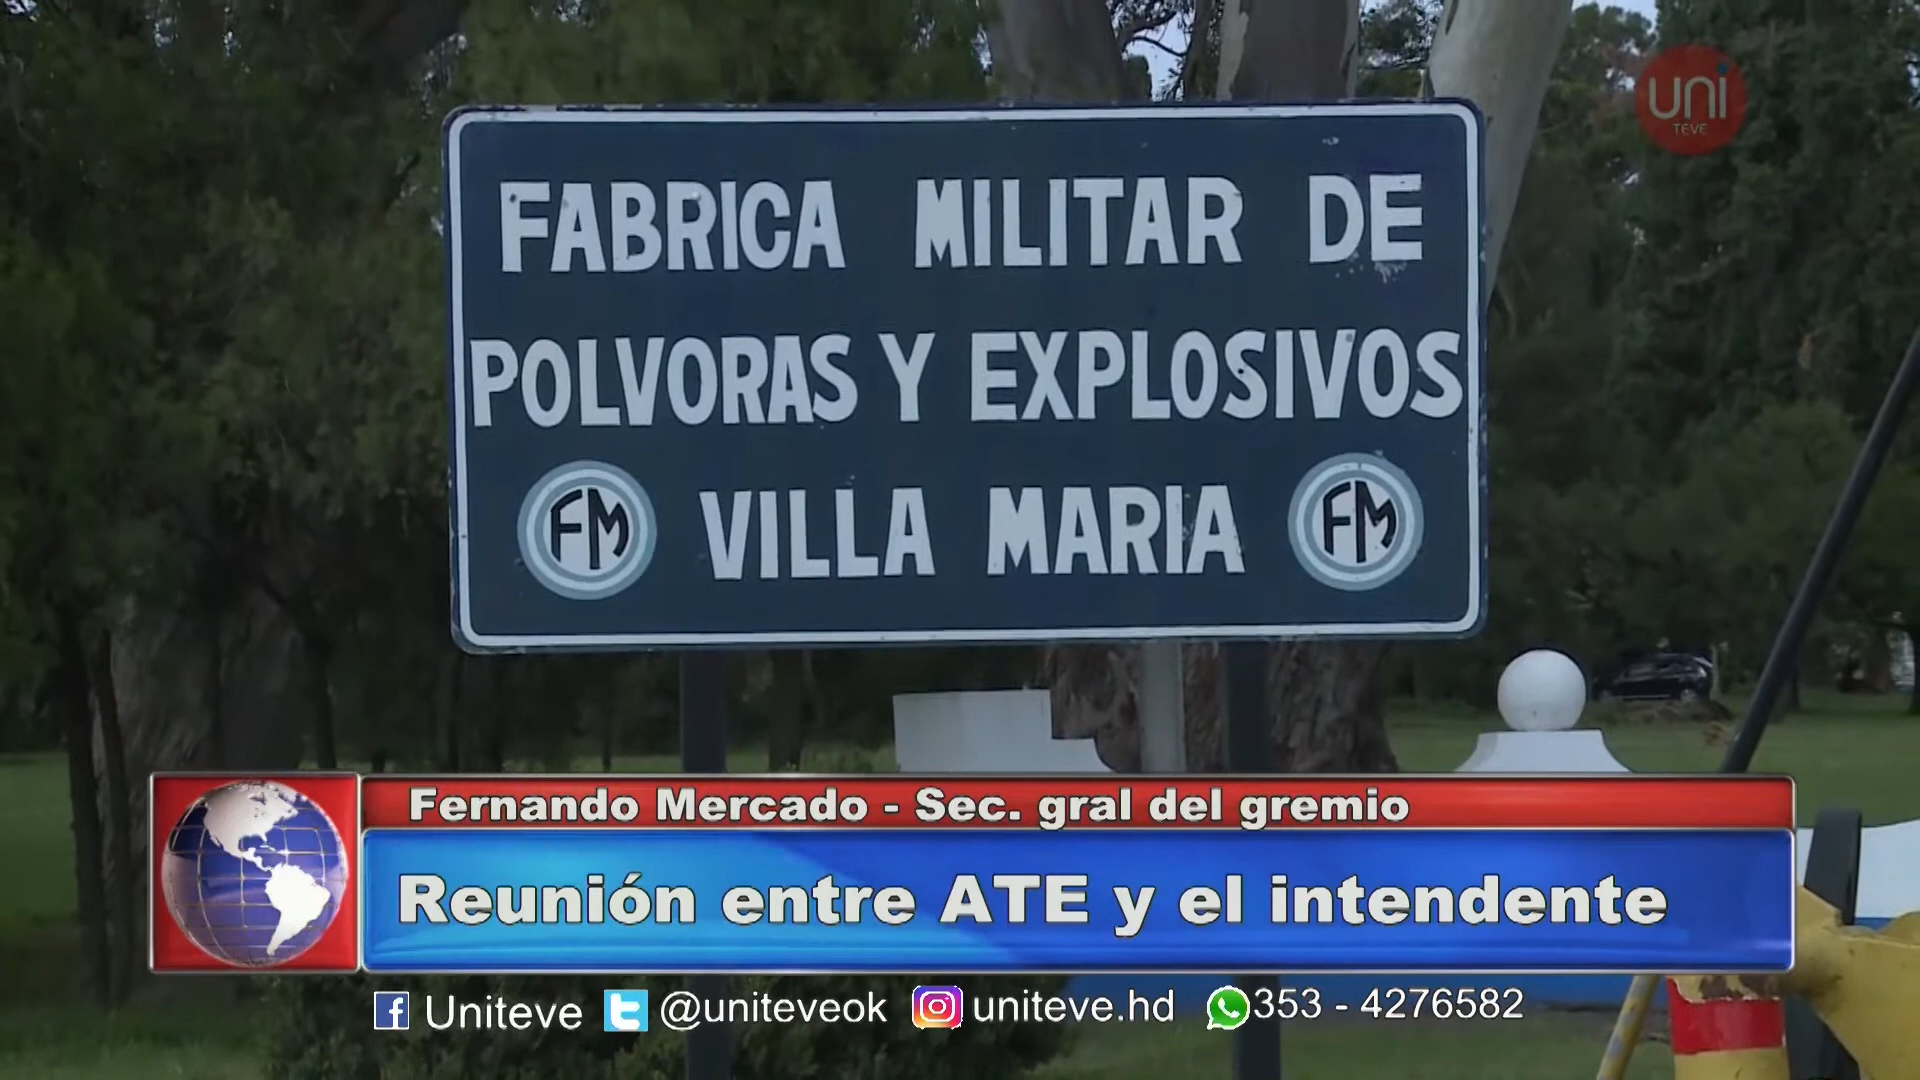 uni
TEVE
FABRICA MILITAR DE
POLVORAS Y EXPLOSIVOS
FM VILLA MARIA FM
Fernando Mercado - Sec. gral del gremio
Reunión entre ATE y el intendente
Uniteve @uniteveok uniteve.hd 353 - 4276582